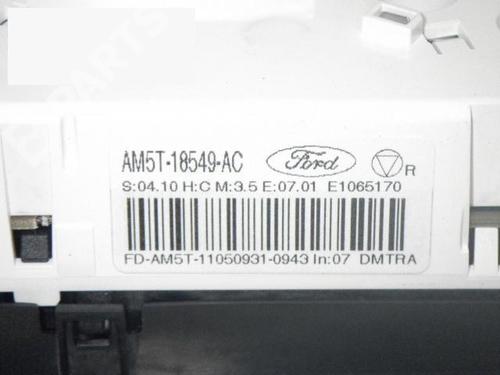 AM5T-18549-AC Ford R
S:04.10 H:C M:3.5 E:07.01 E1065170
FD-AM5T-11050931-0943 In:07 DMTRA